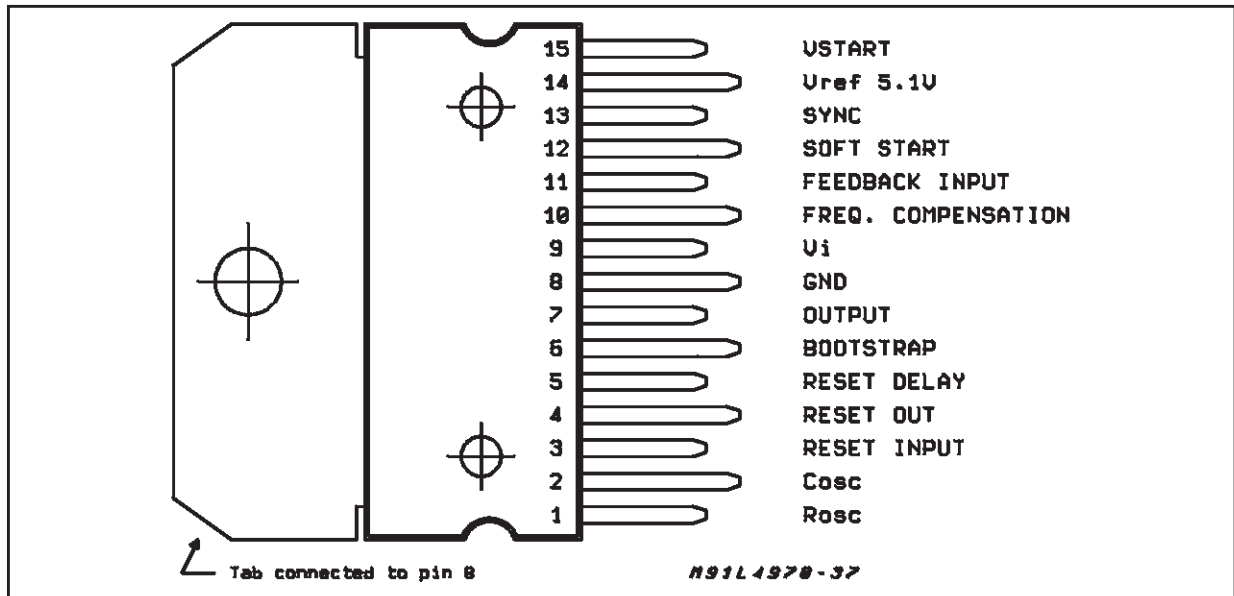 15 VSTART
14 Vref 5.1V
13 SYNC
12 SOFT START
11 FEEDBACK INPUT
10 FREQ. COMPENSATION
9 Vi
8 GND
7 OUTPUT
6 BOOTSTRAP
5 RESET DELAY
4 RESET OUT
3 RESET INPUT
2 Cosc
1 Rosc
Tab connected to pin 8
M91L4970-37